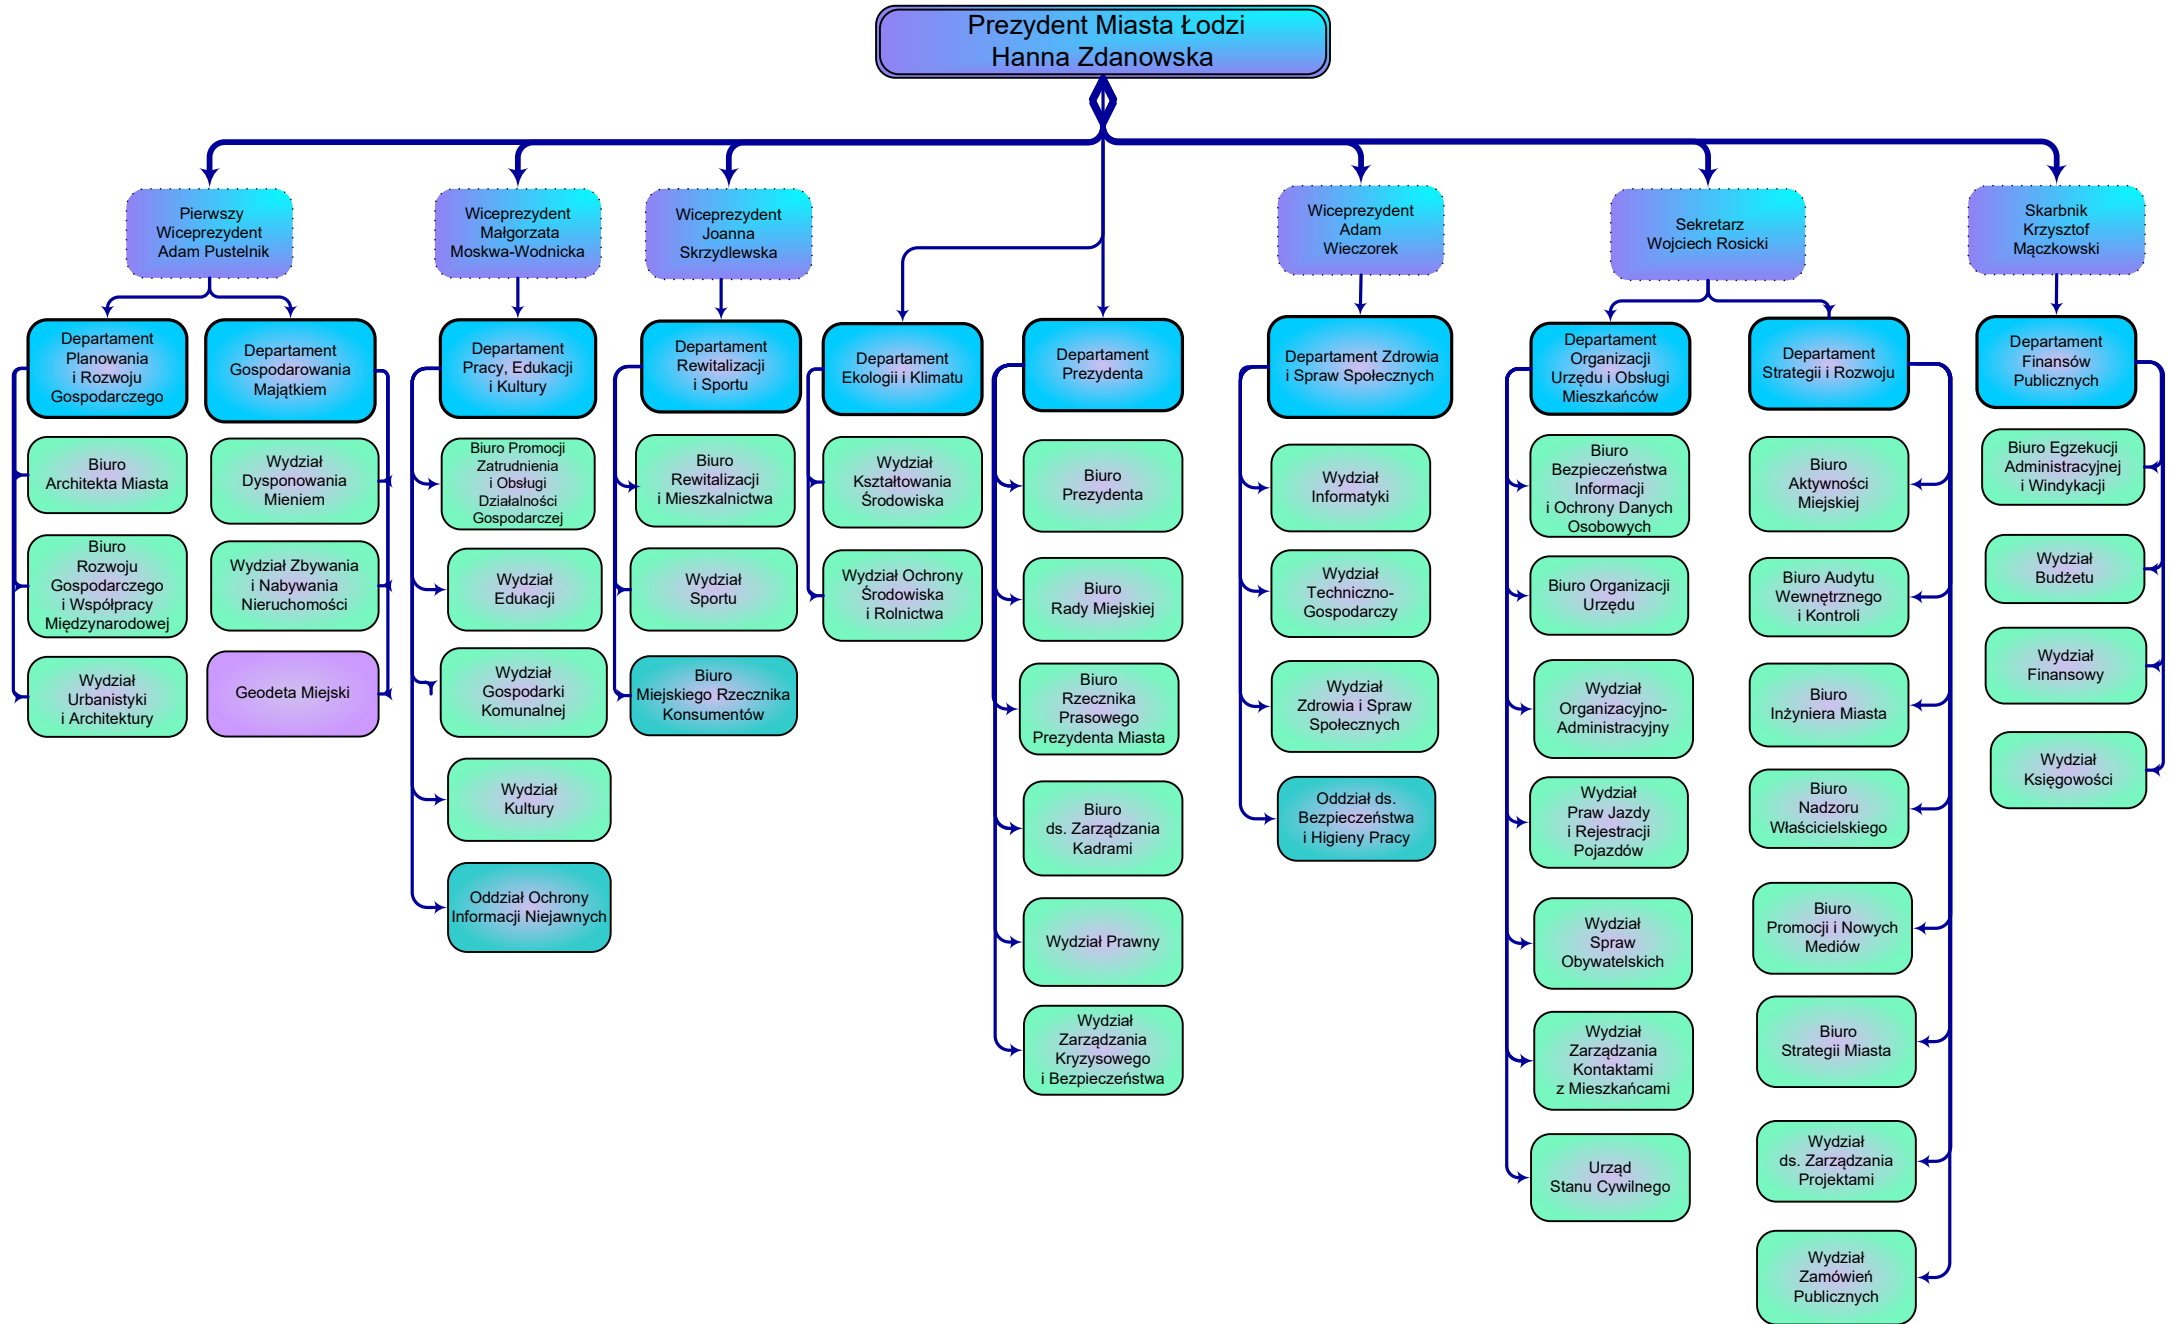 Prezydent Miasta Łodzi
Hanna Zdanowska
Pierwszy
Wiceprezydent
Adam Pustelnik
Wiceprezydent
Małgorzata
Moskwa-Wodnicka
Wiceprezydent
Joanna
Skrzydlewska
Wiceprezydent
Adam
Wieczorek
Sekretarz
Wojciech Rosicki
Skarbnik
Krzysztof
Mączkowski
Departament
Planowania
i Rozwoju
Gospodarczego
Departament
Gospodarowania
Majątkiem
Departament
Pracy, Edukacji
i Kultury
Departament
Rewitalizacji
i Sportu
Departament
Ekologii i Klimatu
Departament
Prezydenta
Departament Zdrowia
i Spraw Społecznych
Departament
Organizacji
Urzędu i Obsługi
Mieszkańców
Departament
Strategii i Rozwoju
Departament
Finansów
Publicznych
Biuro
Architekta Miasta
Biuro
Rozwoju
Gospodarczego
i Współpracy
Międzynarodowej
Wydział
Urbanistyki
i Architektury
Wydział
Dysponowania
Mieniem
Wydział Zbywania
i Nabywania
Nieruchomości
Geodeta Miejski
Biuro Promocji
Zatrudnienia
i Obsługi
Działalności
Gospodarczej
Wydział
Edukacji
Wydział
Gospodarki
Komunalnej
Wydział
Kultury
Oddział Ochrony
Informacji Niejawnych
Biuro
Rewitalizacji
i Mieszkalnictwa
Wydział
Sportu
Biuro
Miejskiego Rzecznika
Konsumentów
Wydział
Kształtowania
Środowiska
Wydział Ochrony
Środowiska
i Rolnictwa
Biuro
Prezydenta
Biuro
Rady Miejskiej
Biuro
Rzecznika
Prasowego
Prezydenta Miasta
Biuro
ds. Zarządzania
Kadrami
Wydział Prawny
Wydział
Zarządzania
Kryzysowego
i Bezpieczeństwa
Wydział
Informatyki
Wydział
Techniczno-
Gospodarczy
Wydział
Zdrowia i Spraw
Społecznych
Oddział ds.
Bezpieczeństwa
i Higieny Pracy
Biuro
Bezpieczeństwa
Informacji
i Ochrony Danych
Osobowych
Biuro Organizacji
Urzędu
Wydział
Organizacyjno-
Administracyjny
Wydział
Praw Jazdy
i Rejestracji
Pojazdów
Wydział
Spraw
Obywatelskich
Wydział
Zarządzania
Kontaktami
z Mieszkańcami
Urząd
Stanu Cywilnego
Biuro
Aktywności
Miejskiej
Biuro Audytu
Wewnętrznego
i Kontroli
Biuro
Inżyniera Miasta
Biuro
Nadzoru
Właścicielskiego
Biuro
Promocji i Nowych
Mediów
Biuro
Strategii Miasta
Wydział
ds. Zarządzania
Projektami
Wydział
Zamówień
Publicznych
Biuro Egzekucji
Administracyjnej
i Windykacji
Wydział
Budżetu
Wydział
Finansowy
Wydział
Księgowości